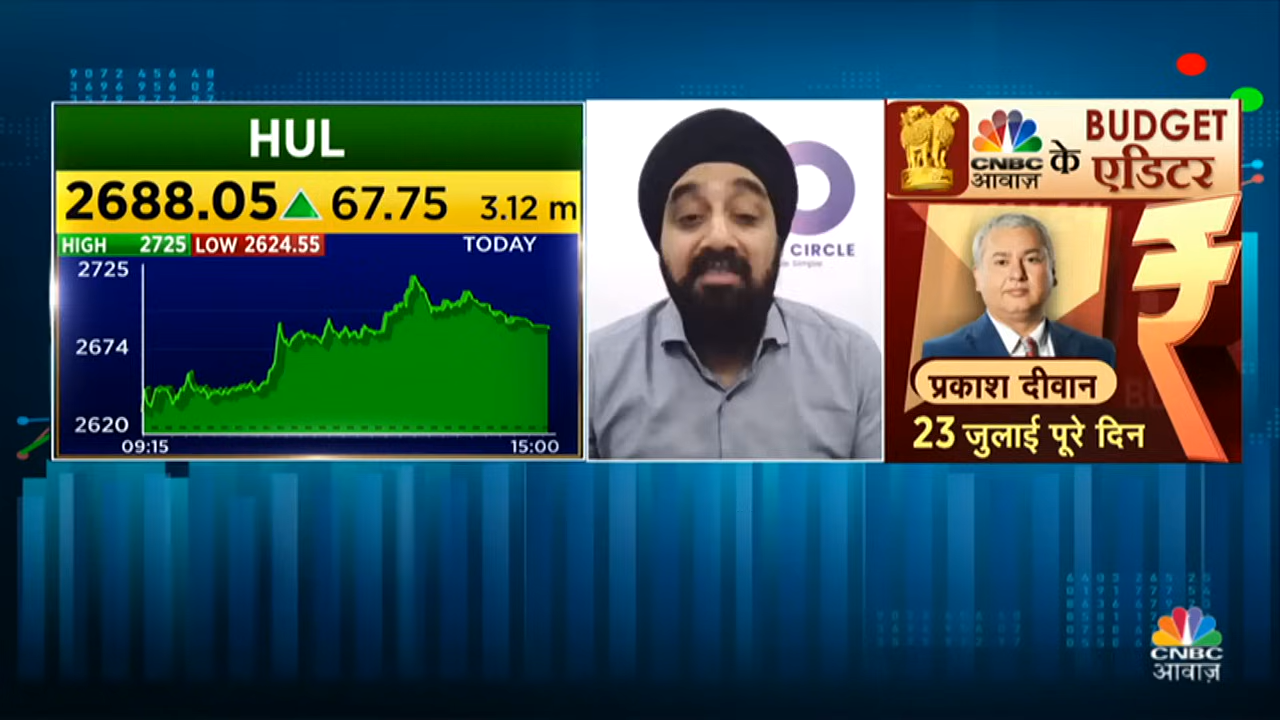 HUL
2688.05 67.75 3.12 m
HIGH 2725 LOW 2624.55 TODAY
2725
2674
2620
09:15 15:00
CIRCLE
CNBC
आवाज़
के
BUDGET
एडिटर
प्रकाश दीवान
23 जुलाई पूरे दिन
CNBC
आवाज़